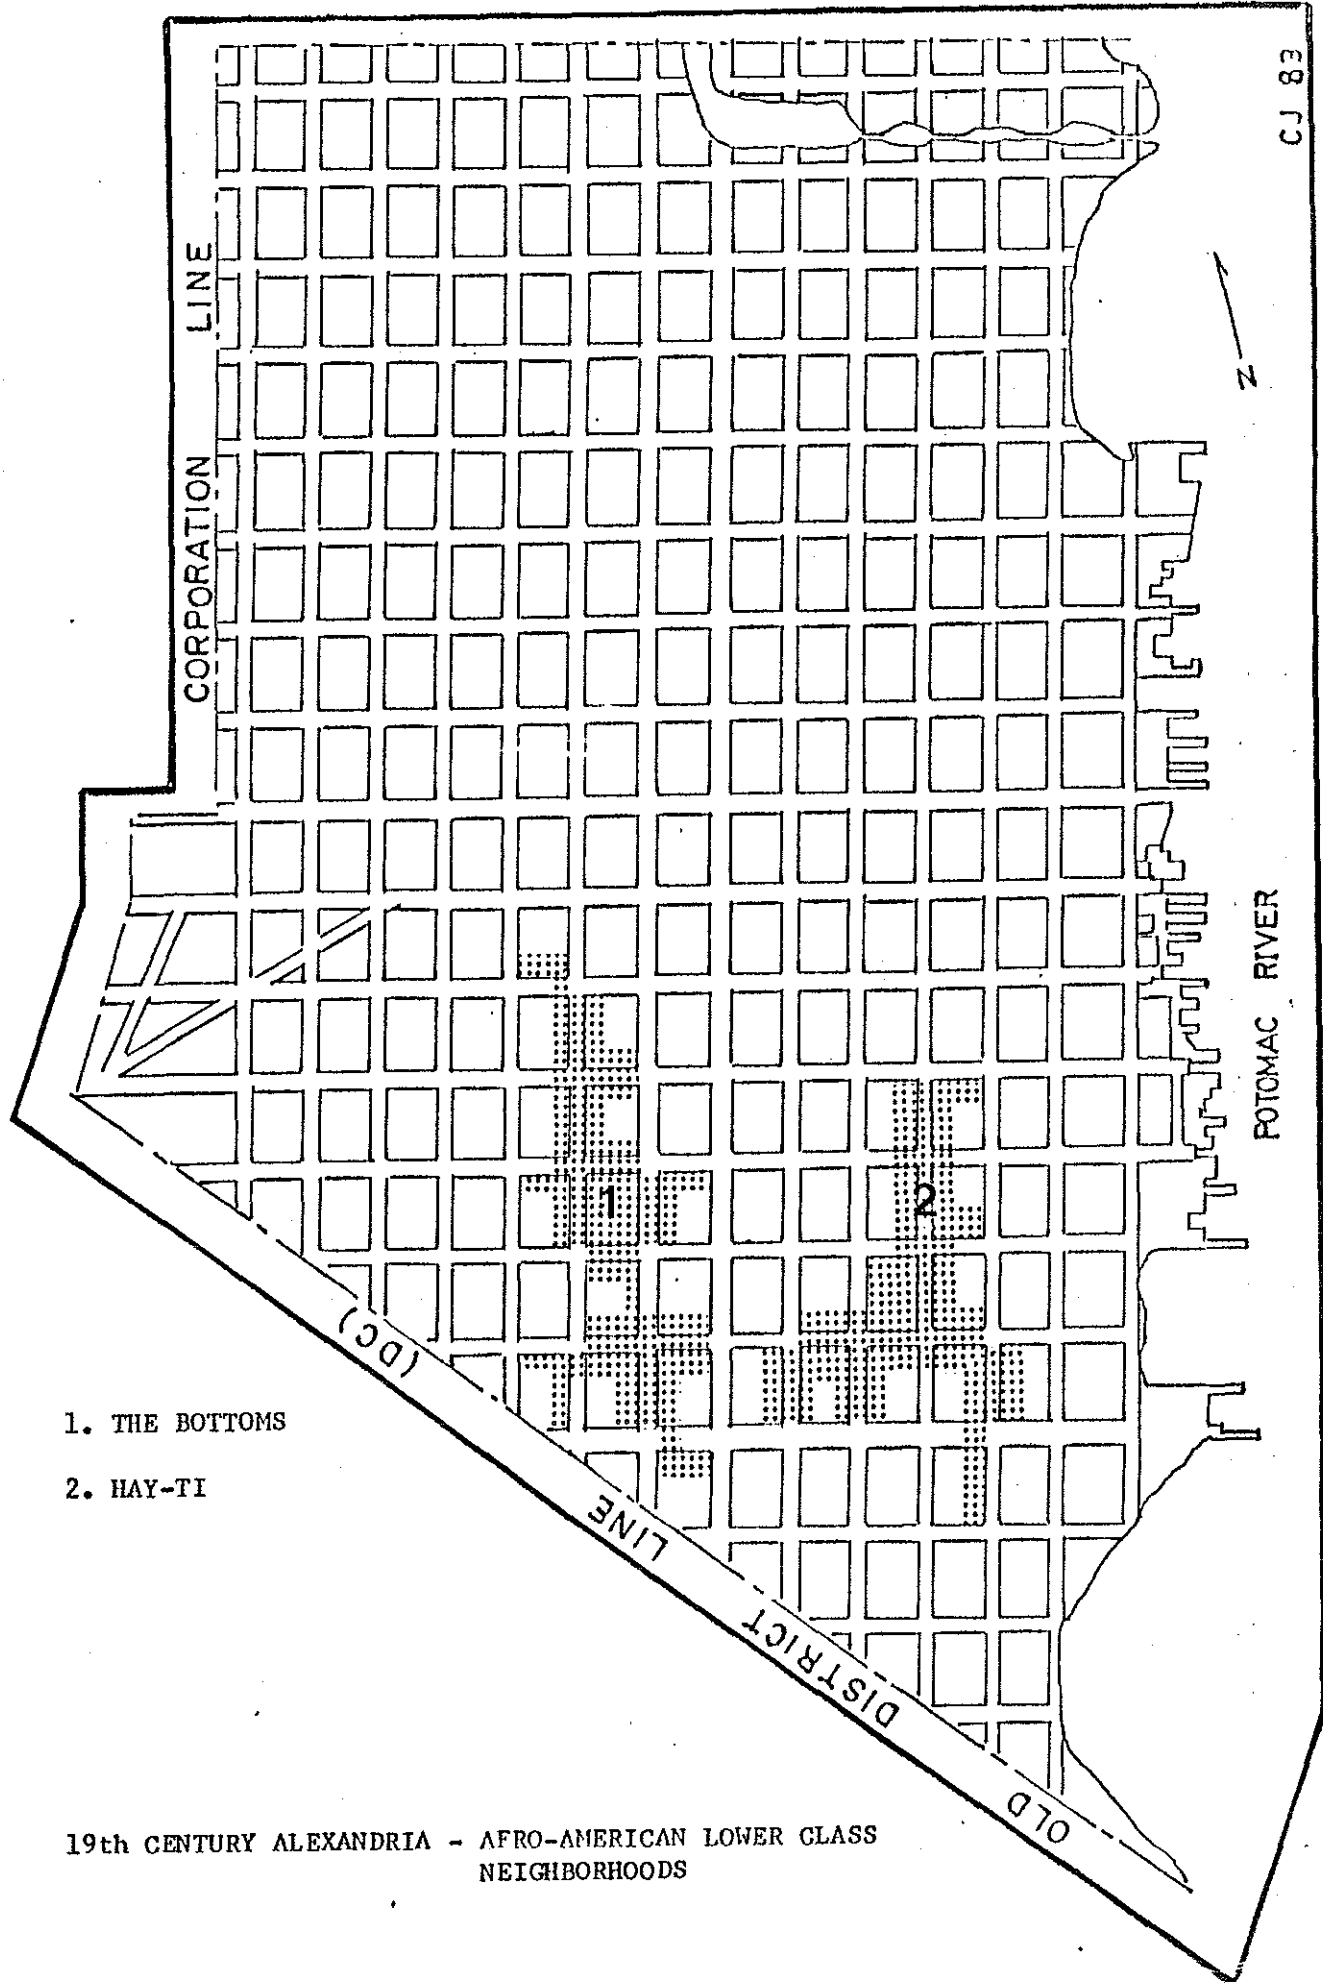 CJ 83
CORPORATION LINE
N
POTOMAC RIVER
1
2
OLD DISTRICT LINE (DC)
1. THE BOTTOMS
2. HAY-TI
19th CENTURY ALEXANDRIA - AFRO-AMERICAN LOWER CLASS
NEIGHBORHOODS